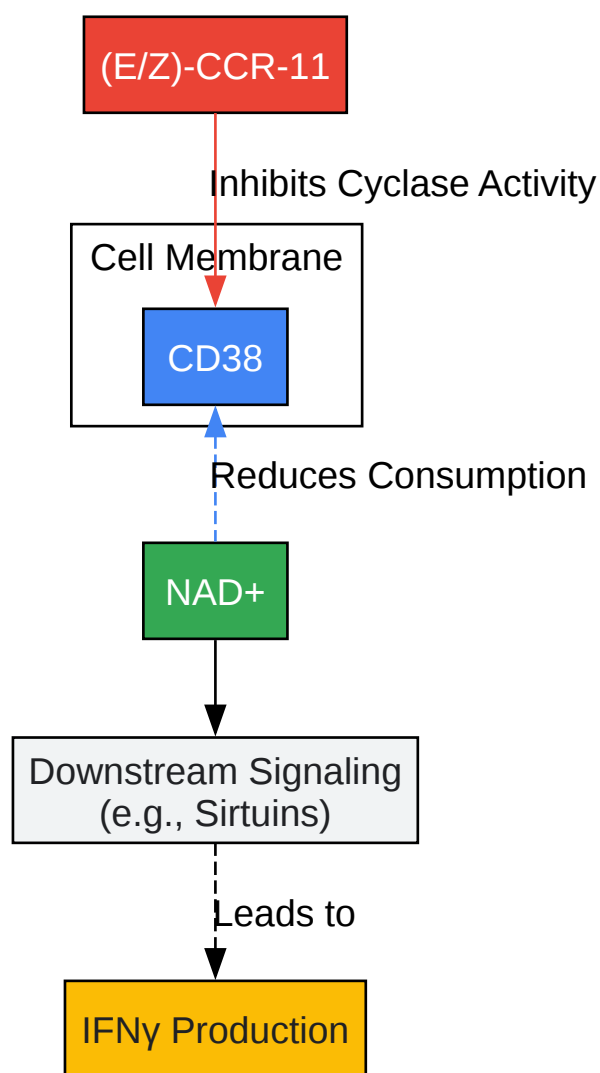 (E/Z)-CCR-11
Inhibits Cyclase Activity
Cell Membrane
CD38
Reduces Consumption
NAD+
Downstream Signaling
(e.g., Sirtuins)
Leads to
IFNγ Production